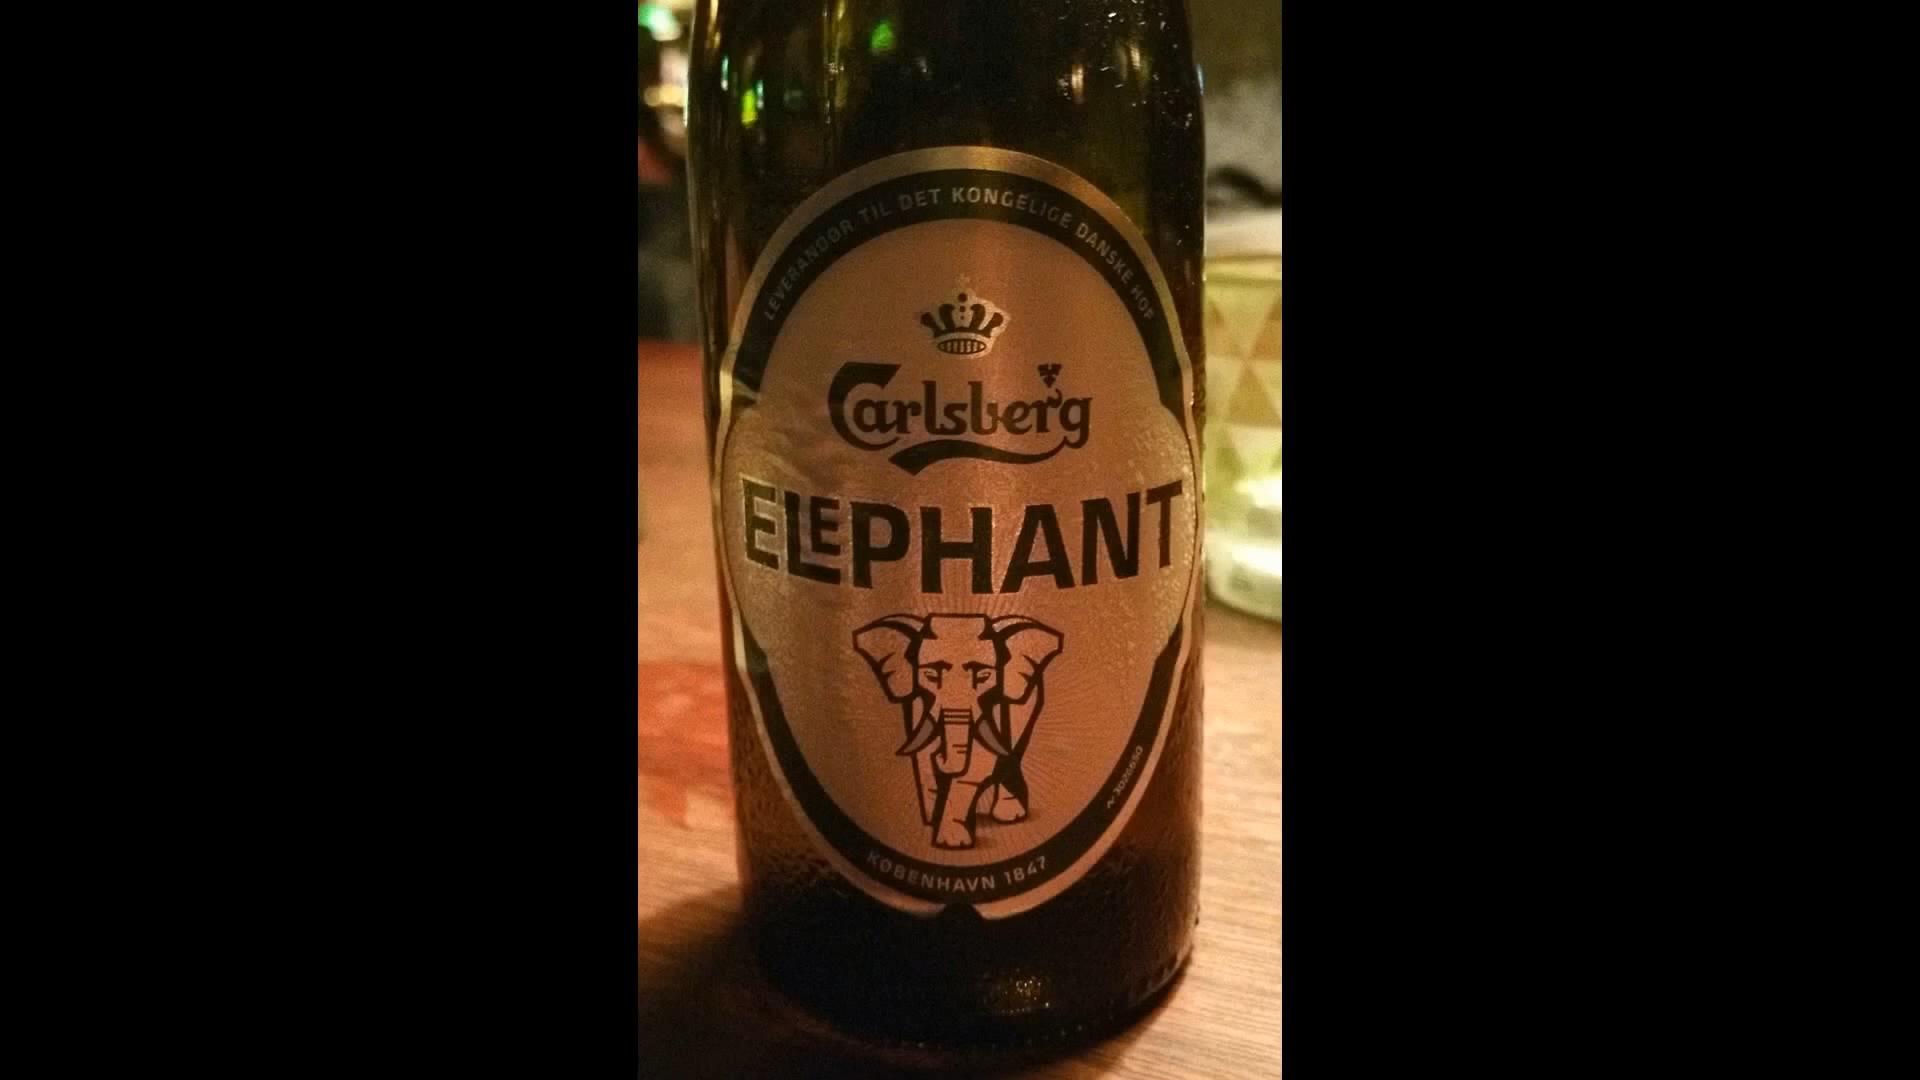 LEVERANDØR TIL DET KONGELIGE DANSKE HOF
Carlsberg
ELEPHANT
KØBENHAVN 1847